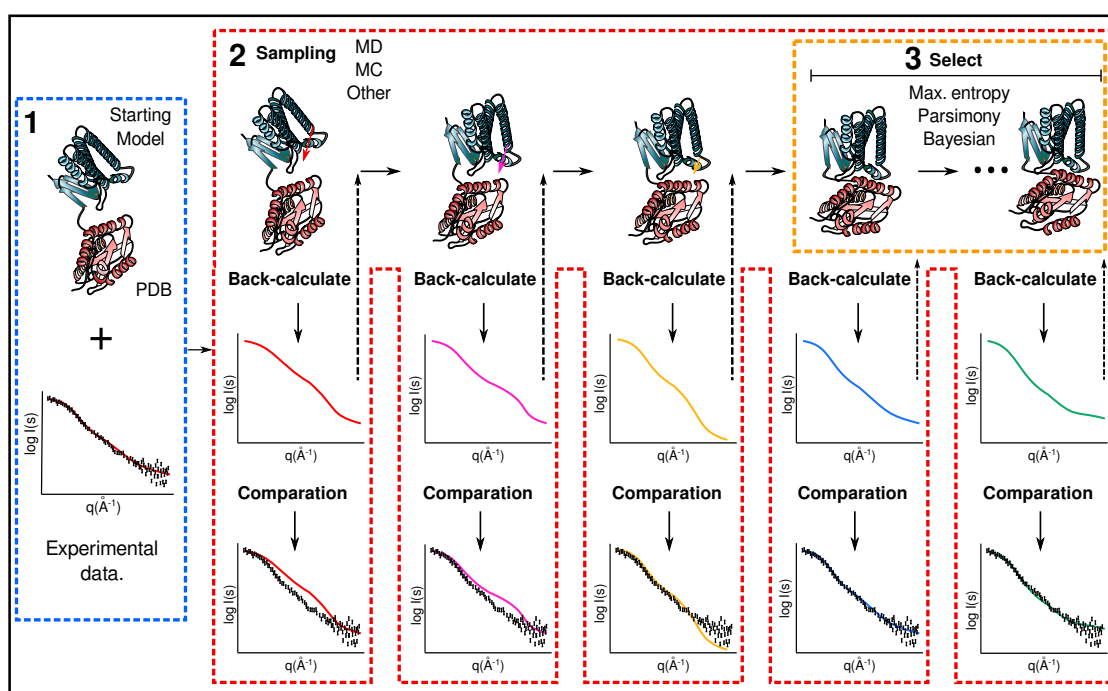 1
Starting
Model
PDB
+
log I(s)
q(Å⁻¹)
Experimental
data.
2 Sampling
MD
MC
Other
3 Select
Max. entropy
Parsimony
Bayesian
•••
Back-calculate
Back-calculate
Back-calculate
Back-calculate
Back-calculate
log I(s)
q(Å⁻¹)
log I(s)
q(Å⁻¹)
log I(s)
q(Å⁻¹)
log I(s)
q(Å⁻¹)
log I(s)
q(Å⁻¹)
Comparation
Comparation
Comparation
Comparation
Comparation
log I(s)
q(Å⁻¹)
log I(s)
q(Å⁻¹)
log I(s)
q(Å⁻¹)
log I(s)
q(Å⁻¹)
log I(s)
q(Å⁻¹)